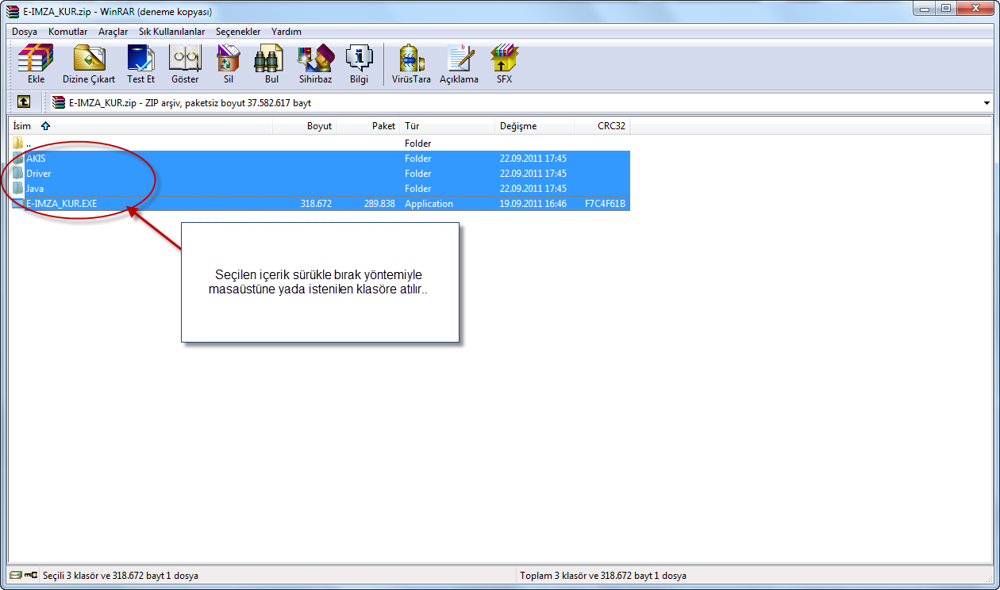 E-IMZA_KUR.zip - WinRAR (deneme kopyası)
Dosya Komutlar Araçlar Sık Kullanılanlar Seçenekler Yardım
Ekle Dizine Çıkart Test Et Göster Sil Bul Sihirbaz Bilgi VirüsTara Açıklama SFX
E-IMZA_KUR.zip - ZIP arşiv, paketsiz boyut 37.582.617 bayt
İsim Boyut Paket Tür Değişme CRC32
.. Folder
AKIS Folder 22.09.2011 17:45
Driver Folder 22.09.2011 17:45
Java Folder 22.09.2011 17:45
E-IMZA_KUR.EXE 318.672 289.838 Application 19.09.2011 16:46 F7C4F61B
Seçilen içerik sürükle bırak yöntemiyle
masaüstüne yada istenilen klasöre atılır..
Seçili 3 klasör ve 318.672 bayt 1 dosya Toplam 3 klasör ve 318.672 bayt 1 dosya